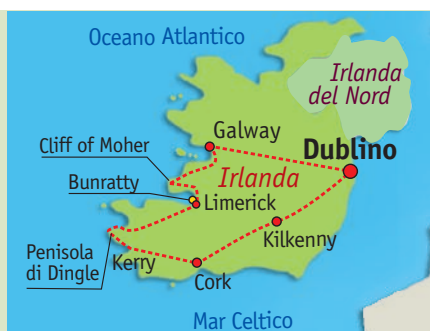 Oceano Atlantico
Irlanda
del Nord
Galway
Dublino
Cliff of Moher
Irlanda
Bunratty
Limerick
Kilkenny
Penisola
di Dingle
Kerry
Cork
Mar Celtico